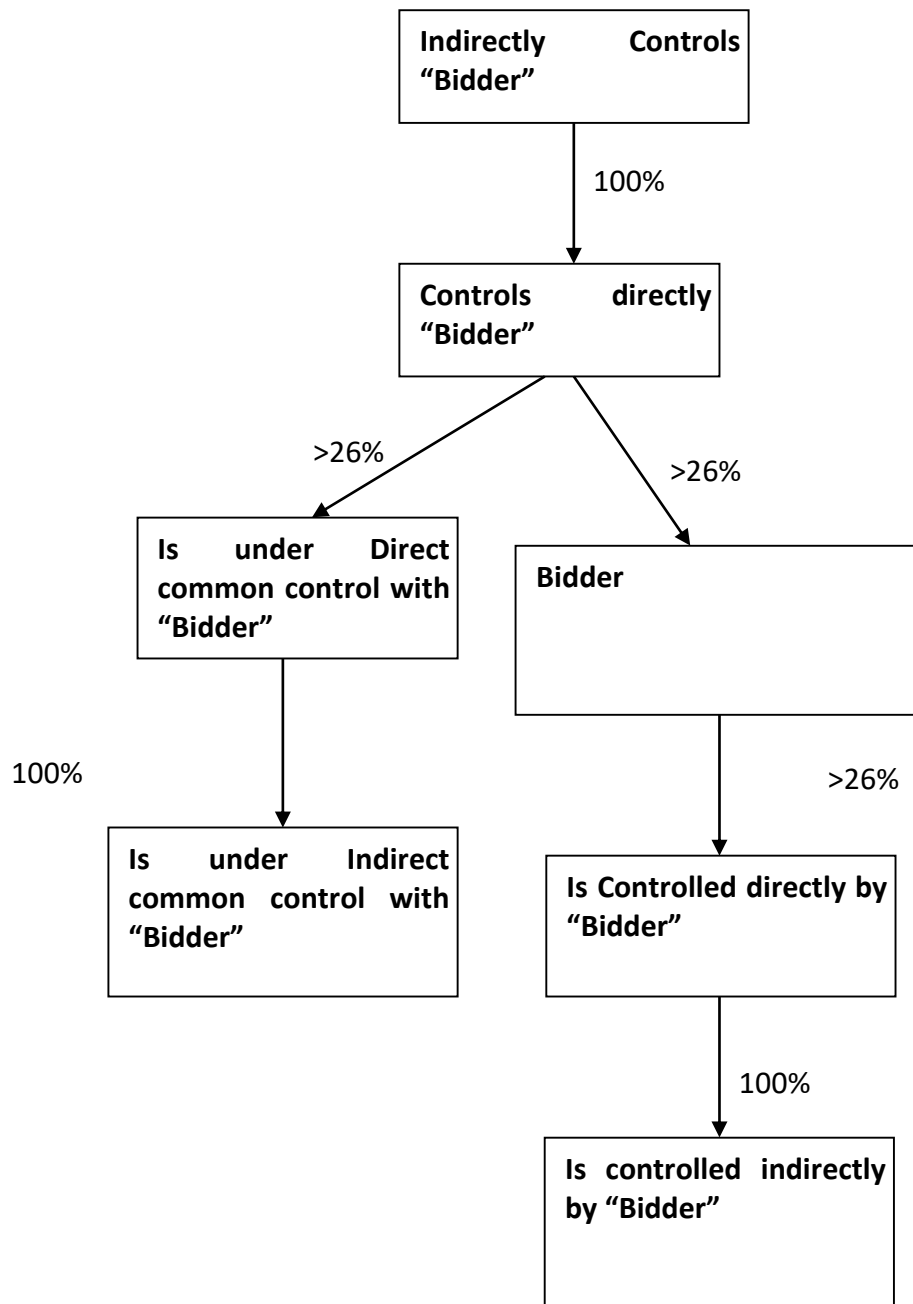 Indirectly Controls
“Bidder”
100%
Controls directly
“Bidder”
>26%
>26%
Is under Direct
common control with
“Bidder”
Bidder
100%
>26%
Is under Indirect
common control with
“Bidder”
Is Controlled directly by
“Bidder”
100%
Is controlled indirectly
by “Bidder”